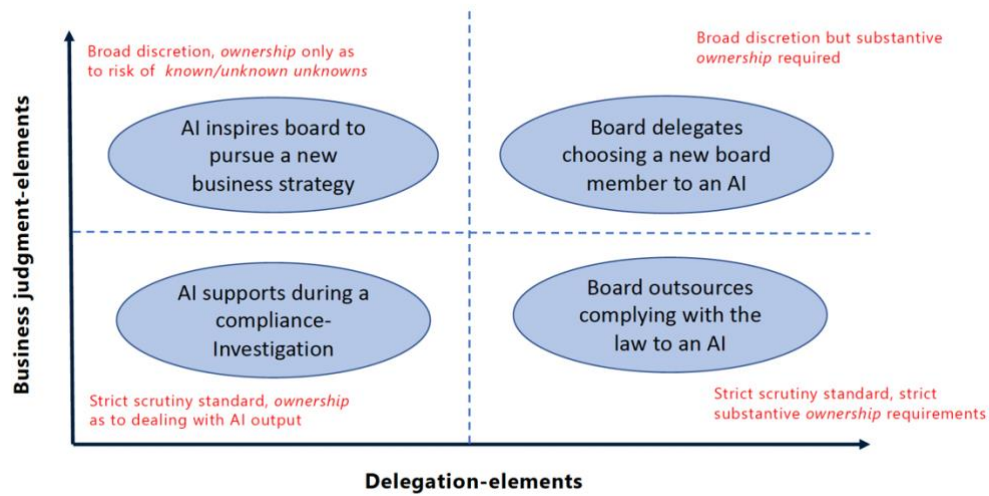 Business judgment-elements
Broad discretion, ownership only as
to risk of known/unknown unknowns
Broad discretion but substantive
ownership required
AI inspires board to
pursue a new
business strategy
Board delegates
choosing a new board
member to an AI
AI supports during a
compliance-
Investigation
Board outsources
complying with the
law to an AI
Strict scrutiny standard, ownership
as to dealing with AI output
Strict scrutiny standard, strict
substantive ownership requirements
Delegation-elements